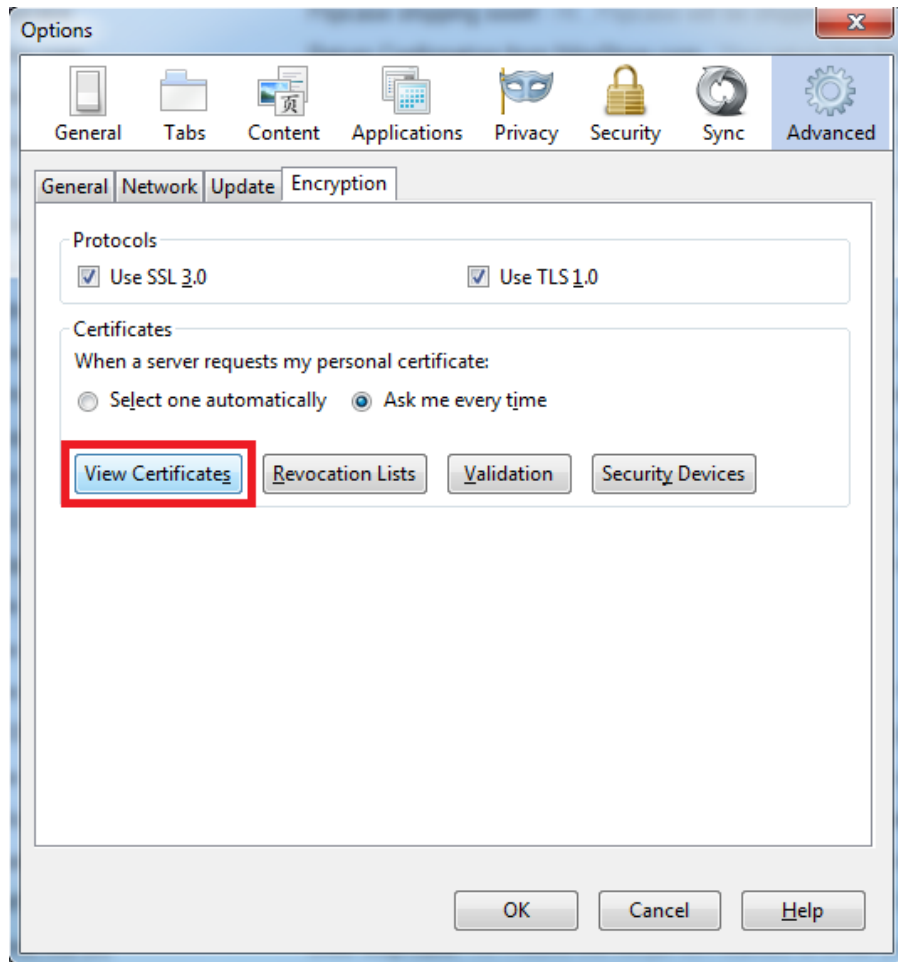 Options
General Tabs Content Applications Privacy Security Sync Advanced
General Network Update Encryption
Protocols
Use SSL 3.0 Use TLS 1.0
Certificates
When a server requests my personal certificate:
Select one automatically Ask me every time
View Certificates Revocation Lists Validation Security Devices
OK Cancel Help